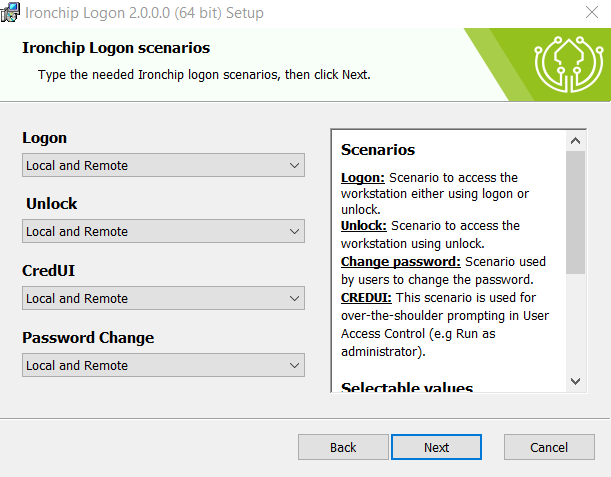 Ironchip Logon 2.0.0.0 (64 bit) Setup
Ironchip Logon scenarios
Type the needed Ironchip logon scenarios, then click Next.
Logon
Local and Remote
Unlock
Local and Remote
CredUI
Local and Remote
Password Change
Local and Remote
Scenarios
Logon: Scenario to access the
workstation either using logon or
unlock.
Unlock: Scenario to access the
workstation using unlock.
Change password: Scenario used
by users to change the password.
CREDUI: This scenario is used for
over-the-shoulder prompting in User
Access Control (e.g Run as
administrator).
Selectable values
Back
Next
Cancel